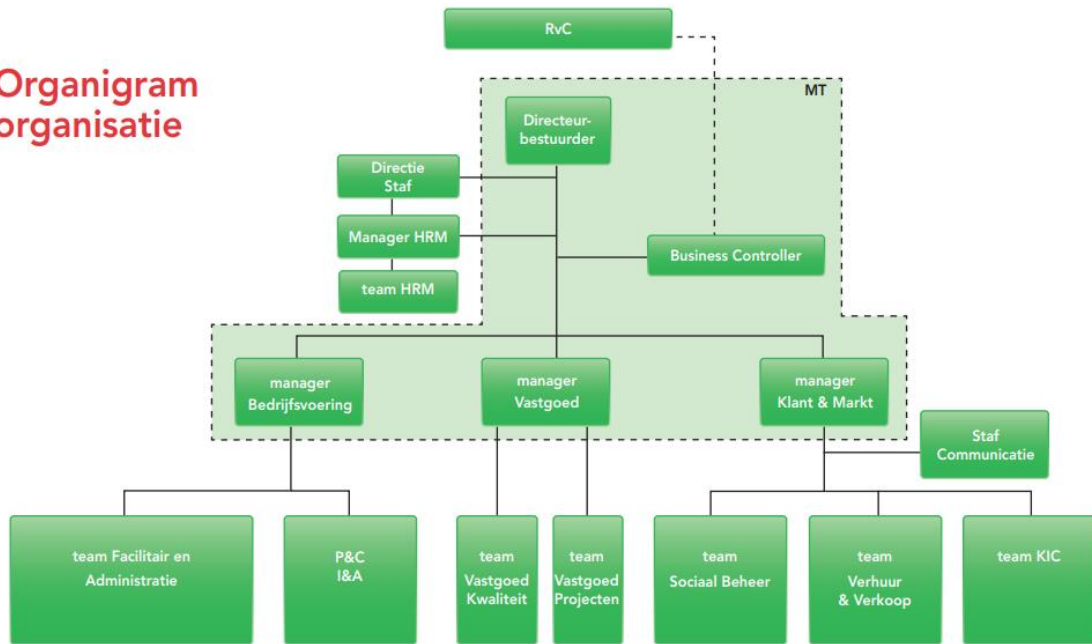 RvC
Organigram
organisatie
MT
Directeur-
bestuurder
Directie
Staf
Manager HRM
Business Controller
team HRM
manager
Bedrijfsvoering
manager
Vastgoed
manager
Klant & Markt
Staf
Communicatie
team Facilitair en
Administratie
P&C
I&A
team
Vastgoed
Kwaliteit
team
Vastgoed
Projecten
team
Sociaal Beheer
team
Verhuur
& Verkoop
team KIC